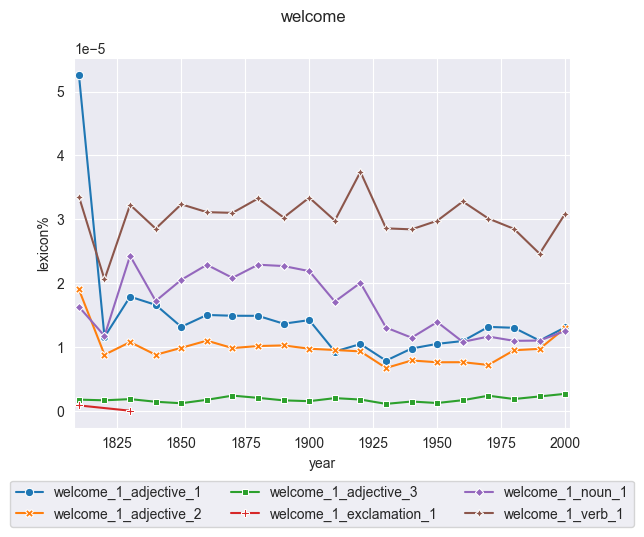 welcome
1e−5
5
4
3
2
1
0
lexicon%
1825 1850 1875 1900 1925 1950 1975 2000
year
welcome_1_adjective_1 welcome_1_adjective_3 welcome_1_noun_1
welcome_1_adjective_2 welcome_1_exclamation_1 welcome_1_verb_1